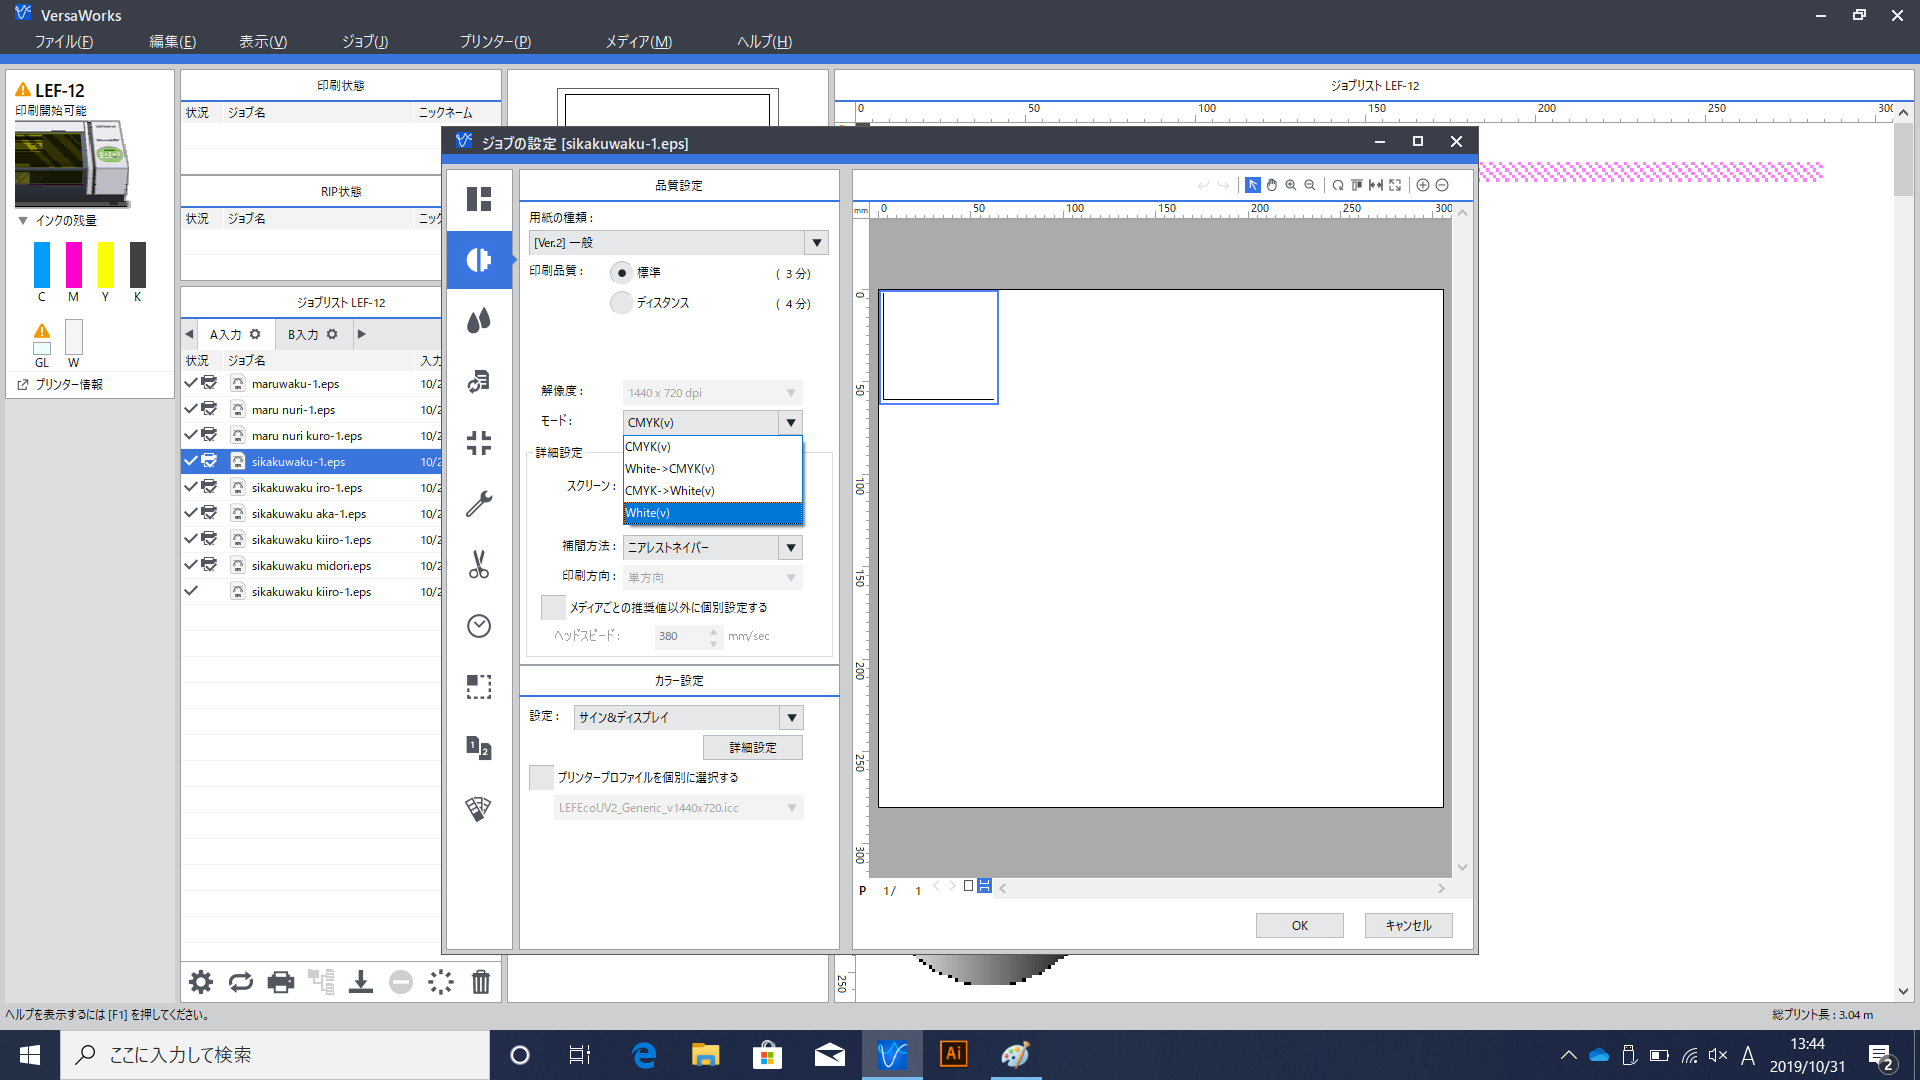 VersaWorks
ファイル(F) 編集(E) 表示(V) ジョブ(J) プリンター(P) メディア(M) ヘルプ(H)
LEF-12
印刷開始可能
インクの残量
C M Y K
GL W
プリンター情報
印刷状態
状況 ジョブ名 ニックネーム
RIP状態
状況 ジョブ名 ニック
ジョブリスト LEF-12
A入力 B入力
状況 ジョブ名 入力
maruwaku-1.eps 10/2
maru nuri-1.eps 10/2
maru nuri kuro-1.eps 10/2
sikakuwaku-1.eps 10/2
sikakuwaku iro-1.eps 10/2
sikakuwaku aka-1.eps 10/2
sikakuwaku kiiro-1.eps 10/2
sikakuwaku midori.eps 10/2
sikakuwaku kiiro-1.eps 10/2
ジョブリスト LEF-12
0 50 100 150 200 250 300
250
ジョブの設定 [sikakuwaku-1.eps]
品質設定
用紙の種類 :
[Ver.2] 一般
印刷品質 : 標準 ( 3 分)
ディスタンス ( 4 分)
解像度 : 1440 x 720 dpi
モード : CMYK(v)
CMYK(v)
White->CMYK(v)
CMYK->White(v)
White(v)
詳細設定
スクリーン :
補間方法 : ニアレストネイバー
印刷方向 : 単方向
メディアごとの推奨値以外に個別設定する
ヘッドスピード : 380 mm/sec
カラー設定
設定 : サイン&ディスプレイ
詳細設定
プリンタープロファイルを個別に選択する
LEFEcoUV2_Generic_v1440x720.icc
mm 0 50 100 150 200 250 300
0
50
100
150
200
250
300
P 1/ 1
OK キャンセル
ヘルプを表示するには [F1] を押してください。
総プリント長 : 3.04 m
ここに入力して検索
Ai
A
13:44
2019/10/31
2